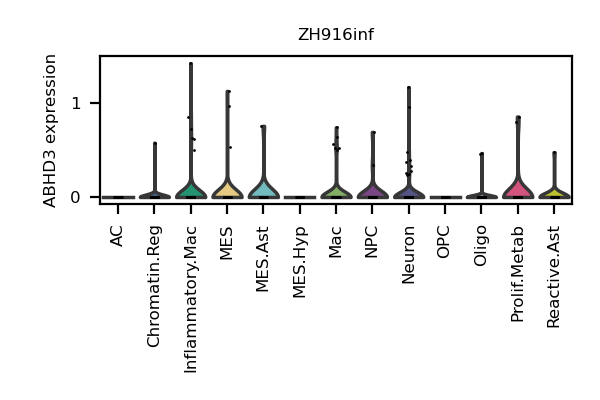 ZH916inf
ABHD3 expression
1
0
AC
Chromatin.Reg
Inflammatory.Mac
MES
MES.Ast
MES.Hyp
Mac
NPC
Neuron
OPC
Oligo
Prolif.Metab
Reactive.Ast